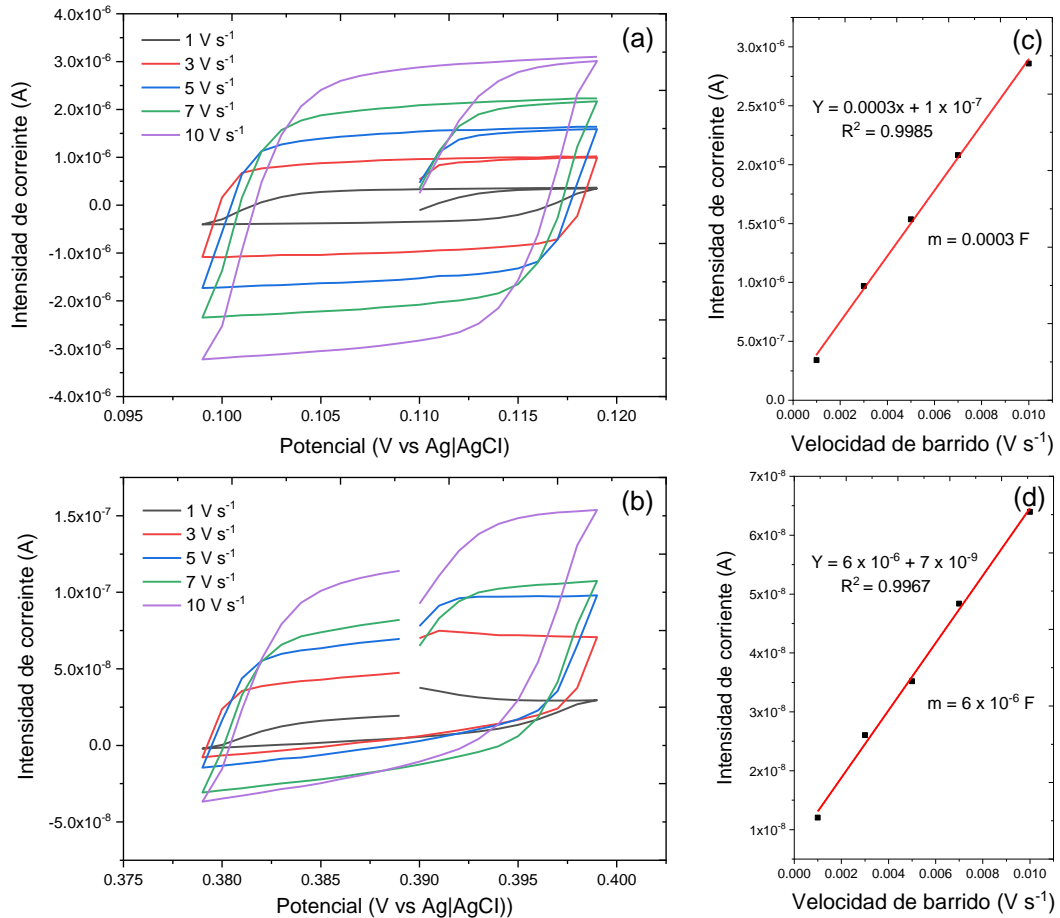 (a)
4.0x10⁻⁶
3.0x10⁻⁶
2.0x10⁻⁶
1.0x10⁻⁶
0.0
-1.0x10⁻⁶
-2.0x10⁻⁶
-3.0x10⁻⁶
-4.0x10⁻⁶
Intensidad de correinte (A)
1 V s⁻¹
3 V s⁻¹
5 V s⁻¹
7 V s⁻¹
10 V s⁻¹
0.095 0.100 0.105 0.110 0.115 0.120
Potencial (V vs Ag|AgCl)
(c)
3.0x10⁻⁶
2.5x10⁻⁶
2.0x10⁻⁶
1.5x10⁻⁶
1.0x10⁻⁶
5.0x10⁻⁷
0.0
Intensidad de correinte (A)
Y = 0.0003x + 1 x 10⁻⁷
R² = 0.9985
m = 0.0003 F
0.000 0.002 0.004 0.006 0.008 0.010
Velocidad de barrido (V s⁻¹)
(b)
1.5x10⁻⁷
1.0x10⁻⁷
5.0x10⁻⁸
0.0
-5.0x10⁻⁸
Intensidad de correinte (A)
1 V s⁻¹
3 V s⁻¹
5 V s⁻¹
7 V s⁻¹
10 V s⁻¹
0.375 0.380 0.385 0.390 0.395 0.400
Potencial (V vs Ag|AgCl))
(d)
7x10⁻⁸
6x10⁻⁸
5x10⁻⁸
4x10⁻⁸
3x10⁻⁸
2x10⁻⁸
1x10⁻⁸
Intensidad de corriente (A)
Y = 6 x 10⁻⁶ + 7 x 10⁻⁹
R² = 0.9967
m = 6 x 10⁻⁶ F
0.000 0.002 0.004 0.006 0.008 0.010
Velocidad de barrido (V s⁻¹)